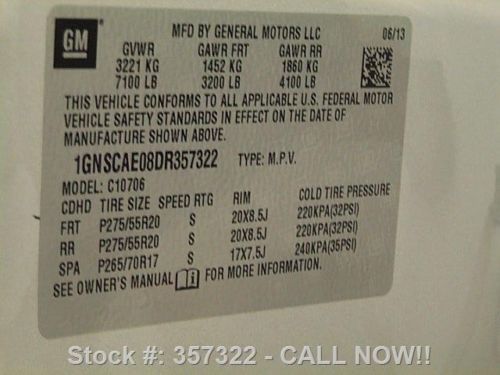 GM
MFD BY GENERAL MOTORS LLC 06/13
GVWR GAWR FRT GAWR RR
3221 KG 1452 KG 1860 KG
7100 LB 3200 LB 4100 LB
THIS VEHICLE CONFORMS TO ALL APPLICABLE U.S. FEDERAL MOTOR
VEHICLE SAFETY STANDARDS IN EFFECT ON THE DATE OF
MANUFACTURE SHOWN ABOVE.
1GNSCAE08DR357322 TYPE: M.P.V.
MODEL: C10706
CDHD TIRE SIZE SPEED RTG RIM COLD TIRE PRESSURE
FRT P275/55R20 S 20X8.5J 220KPA(32PSI)
RR P275/55R20 S 20X8.5J 220KPA(32PSI)
SPA P265/70R17 S 17X7.5J 240KPA(35PSI)
SEE OWNER'S MANUAL FOR MORE INFORMATION
Stock #: 357322 - CALL NOW!!